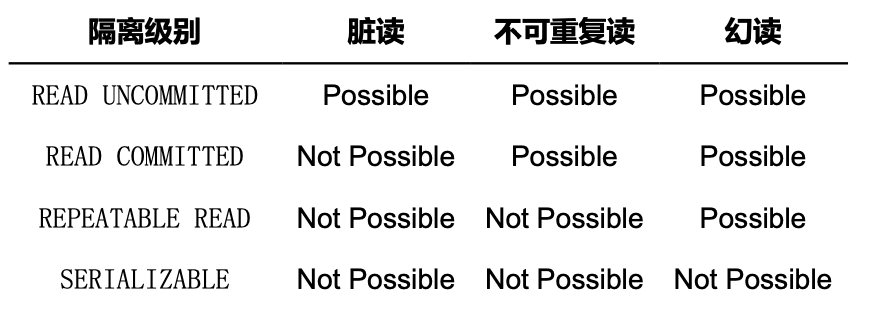 隔离级别 脏读 不可重复读 幻读
READ UNCOMMITTED Possible Possible Possible
READ COMMITTED Not Possible Possible Possible
REPEATABLE READ Not Possible Not Possible Possible
SERIALIZABLE Not Possible Not Possible Not Possible